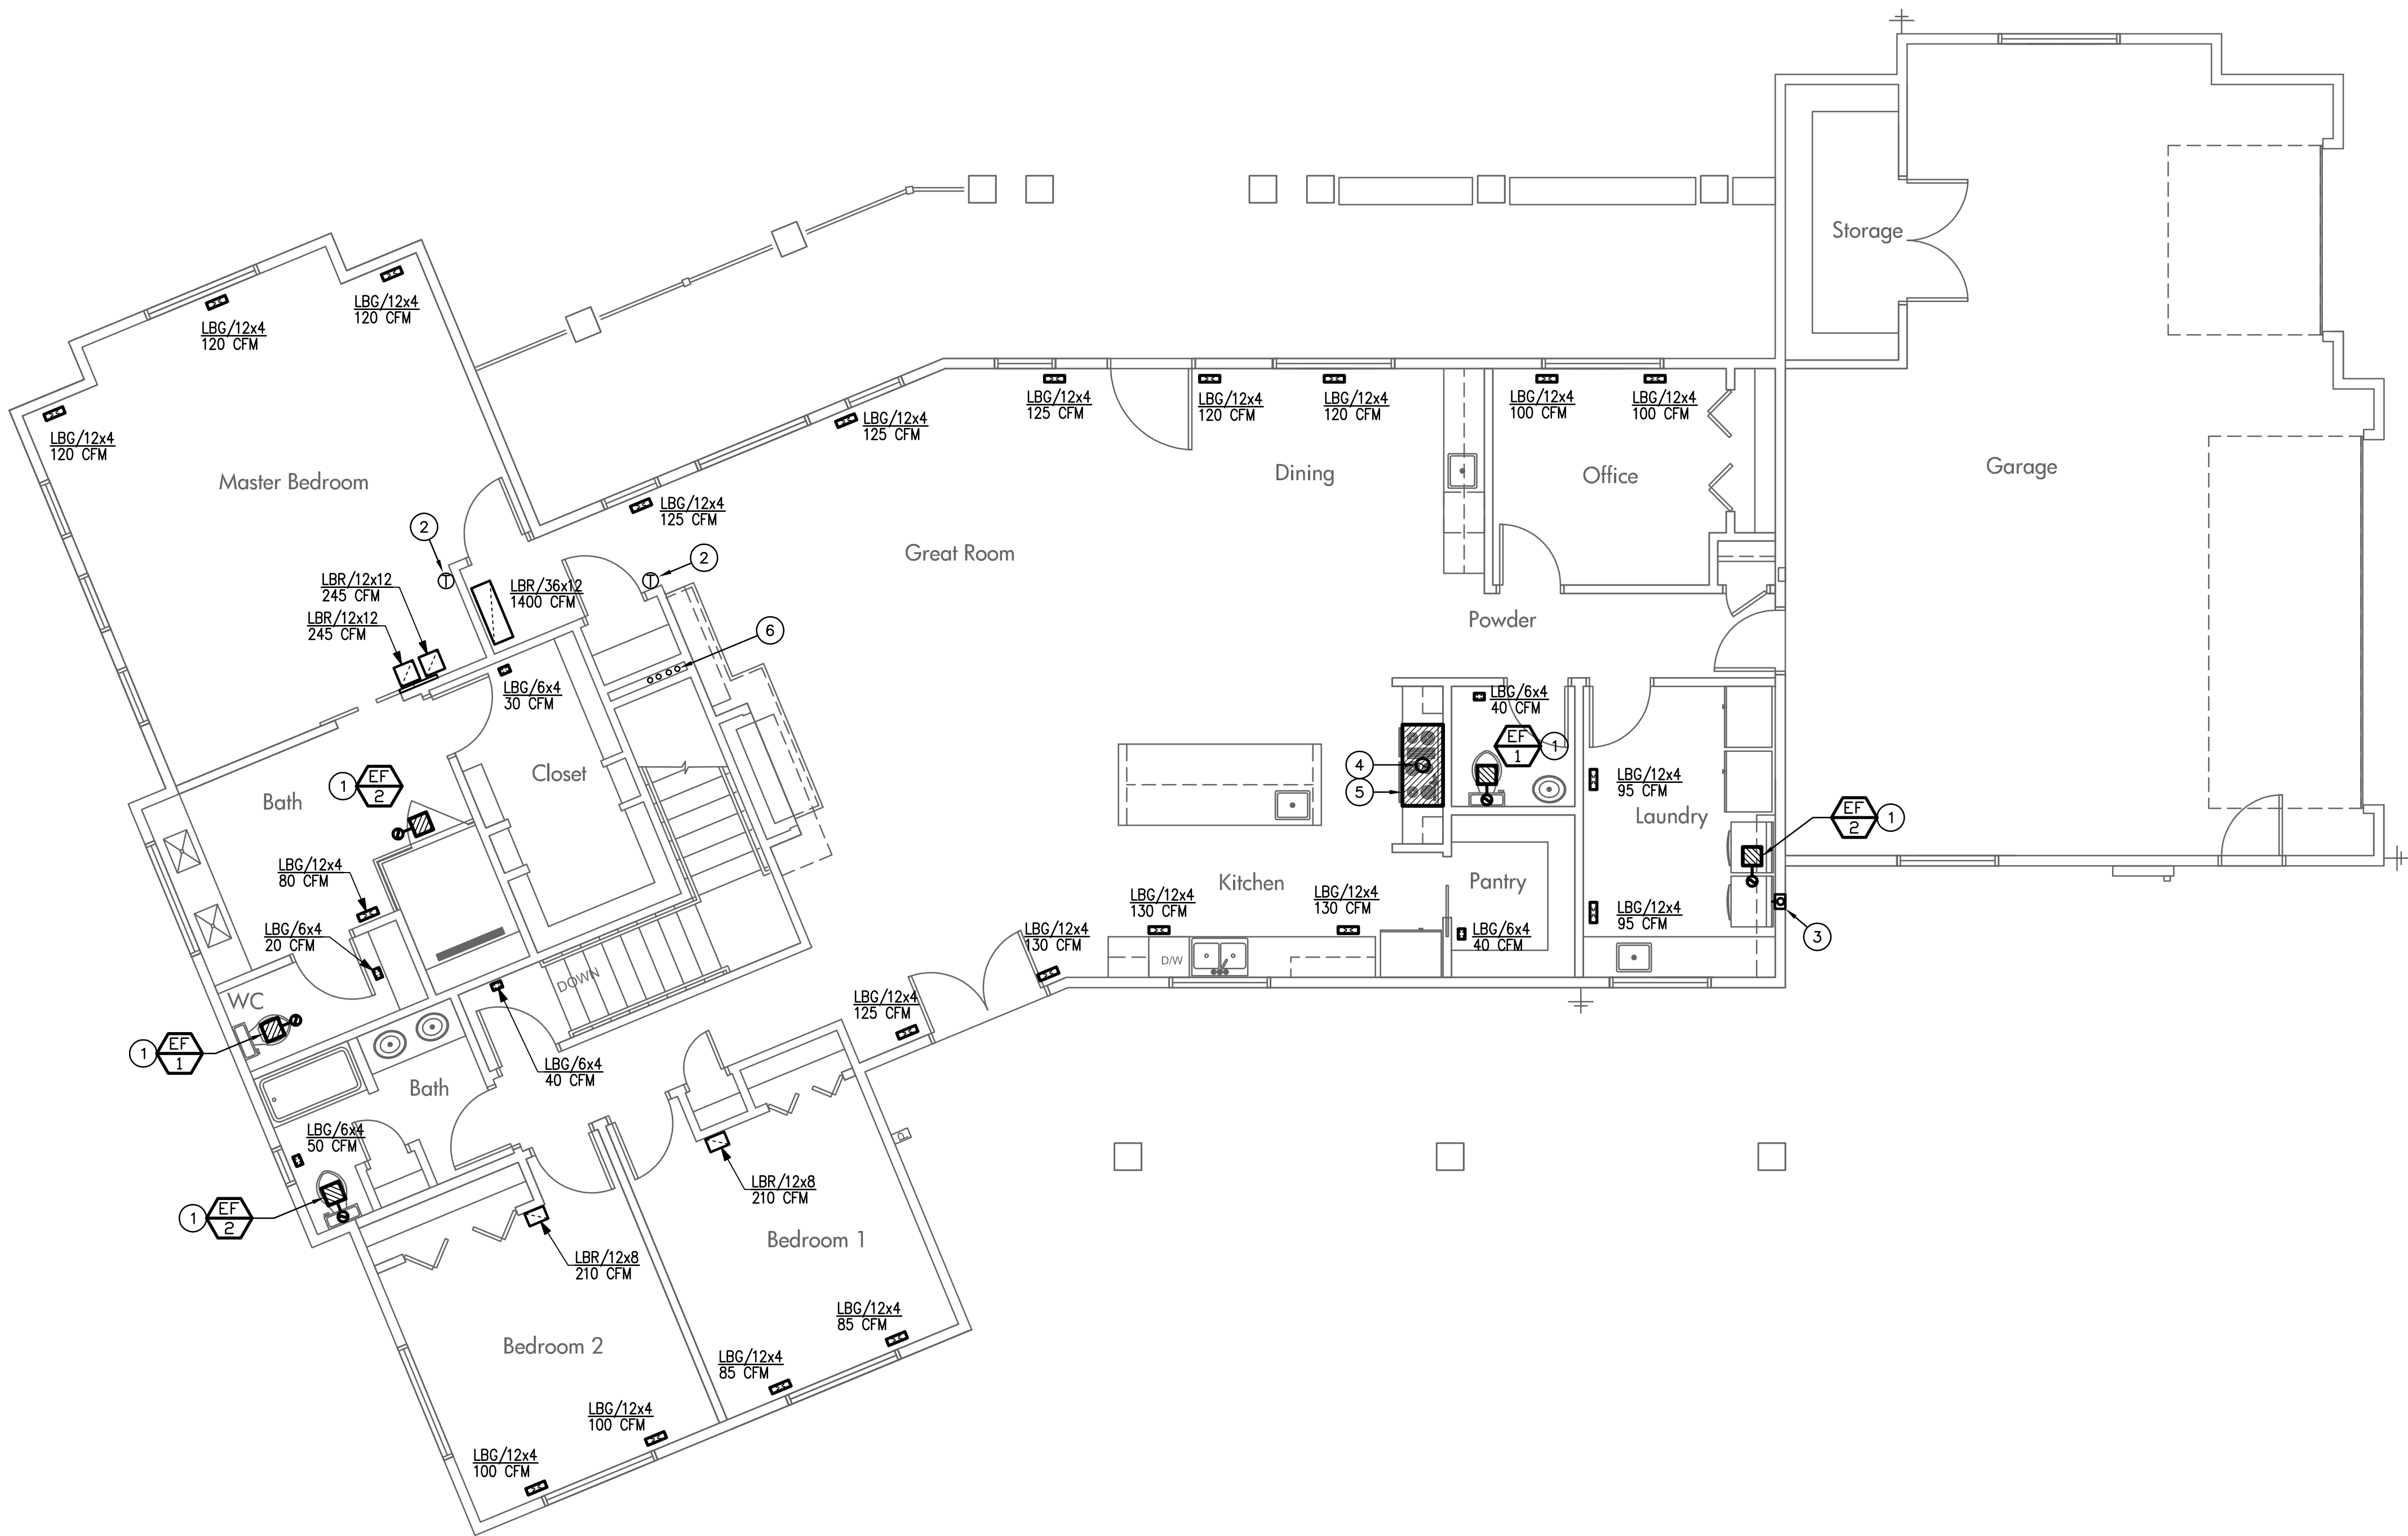 Storage
LBG/12x4
120 CFM
LBG/12x4
120 CFM
LBG/12x4
120 CFM
Master Bedroom
LBG/12x4
125 CFM
LBG/12x4
120 CFM
LBG/12x4
120 CFM
LBG/12x4
100 CFM
LBG/12x4
100 CFM
LBG/12x4
125 CFM
LBG/12x4
125 CFM
Dining
Office
Garage
Great Room
2
T
2
T
LBR/12x12
245 CFM
LBR/12x12
245 CFM
LBR/36x12
1400 CFM
6
Powder
LBG/6x4
30 CFM
LBG/6x4
40 CFM
EF
1
1
4
5
Closet
Bath
1
EF
2
LBG/12x4
95 CFM
Laundry
EF
2
1
LBG/12x4
80 CFM
LBG/6x4
20 CFM
Kitchen
Pantry
LBG/12x4
130 CFM
LBG/12x4
130 CFM
LBG/12x4
130 CFM
LBG/6x4
40 CFM
LBG/12x4
95 CFM
3
D/W
DOWN
WC
LBG/12x4
125 CFM
1
EF
1
LBG/6x4
40 CFM
Bath
LBG/6x4
50 CFM
P
1
EF
2
LBR/12x8
210 CFM
LBR/12x8
210 CFM
Bedroom 1
Bedroom 2
LBG/12x4
85 CFM
LBG/12x4
85 CFM
LBG/12x4
100 CFM
LBG/12x4
100 CFM